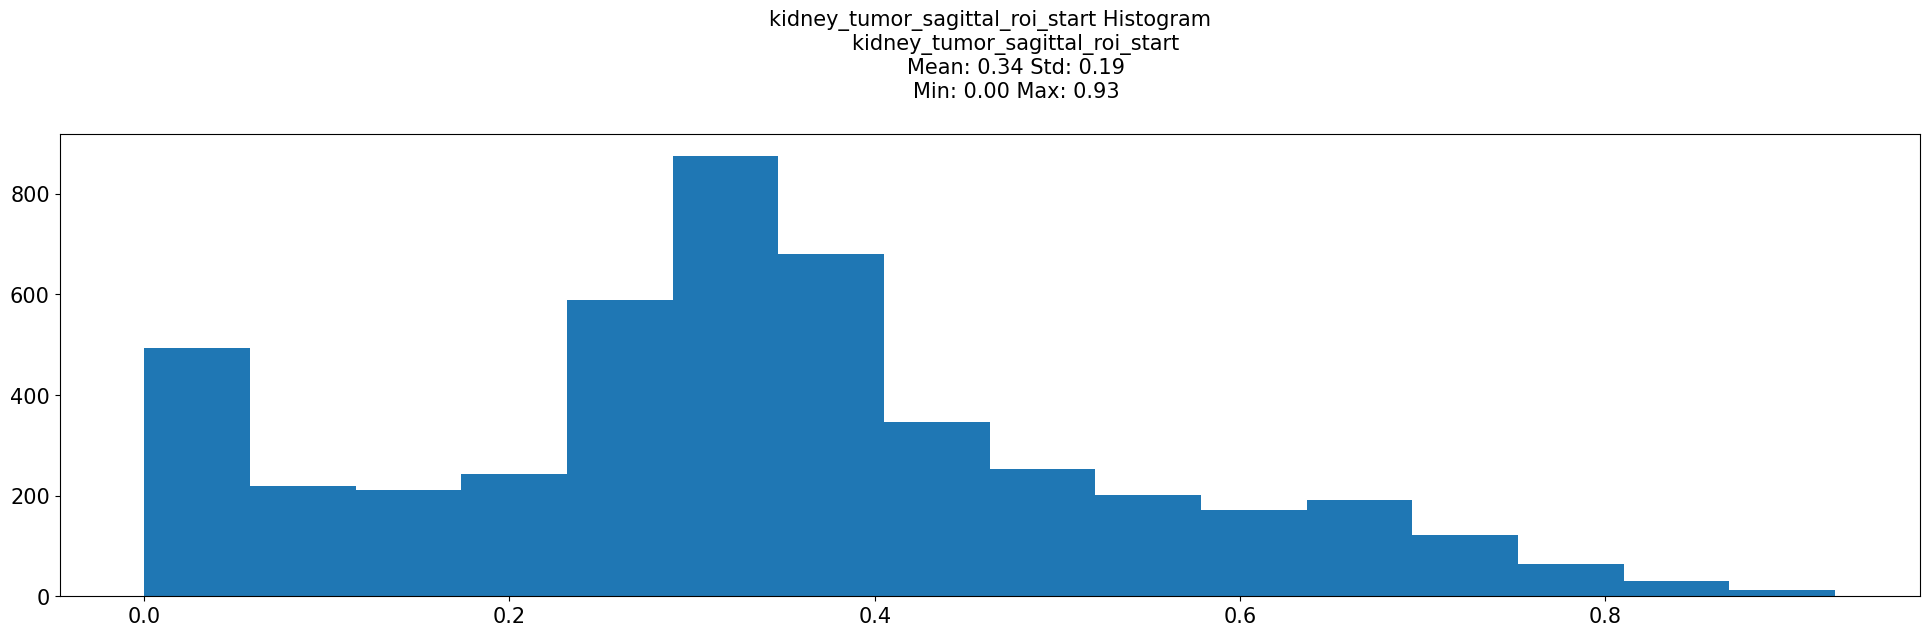 kidney_tumor_sagittal_roi_start Histogram
kidney_tumor_sagittal_roi_start
Mean: 0.34 Std: 0.19
Min: 0.00 Max: 0.93
800
600
400
200
0
0.0 0.2 0.4 0.6 0.8